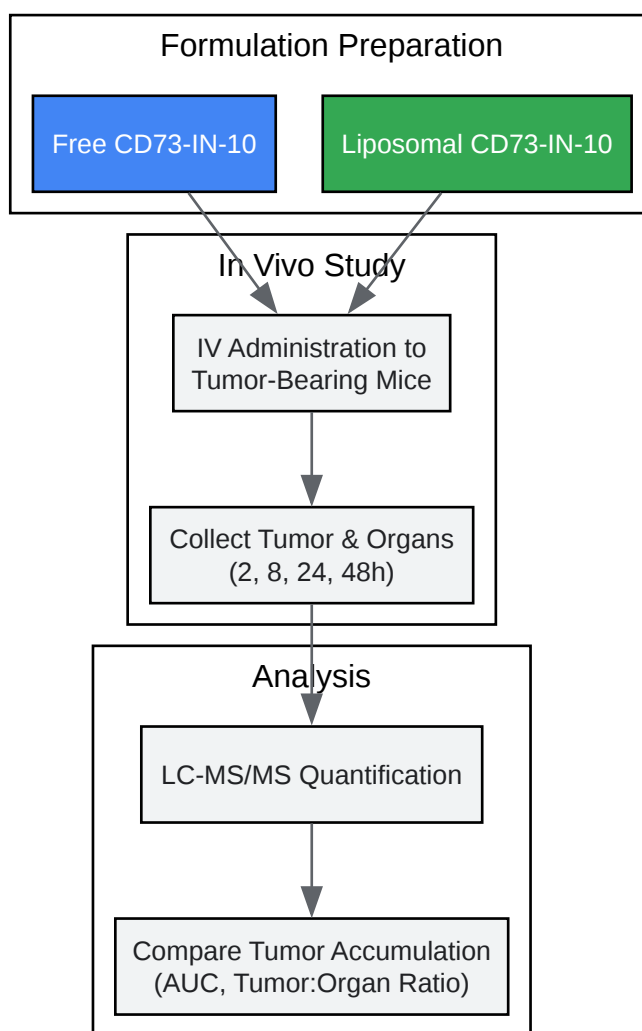 Formulation Preparation
Free CD73-IN-10
Liposomal CD73-IN-10
In Vivo Study
IV Administration to
Tumor-Bearing Mice
Collect Tumor & Organs
(2, 8, 24, 48h)
Analysis
LC-MS/MS Quantification
Compare Tumor Accumulation
(AUC, Tumor:Organ Ratio)